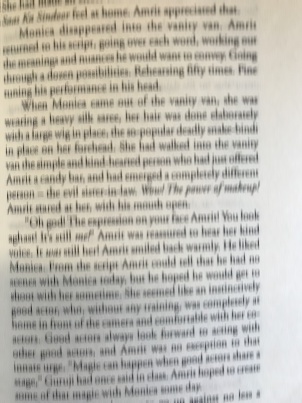 Saas Ka Sindoor feel at home. Amrit appreciated that.
Monica disappeared into the vanity van. Amrit
returned to his script, going over each word, working out
the meanings and nuances he would want to convey. Going
through a dozen possibilities. Rehearsing fifty times. Fine
tuning his performance in his head.
When Monica came out of the vanity van, she was
wearing a heavy silk saree, her hair was done elaborately
with a large wig in place, the so-popular deadly snake-bindi
in place on her forehead. She had walked into the vanity
van the simple and kind-hearted person who had just offered
Amrit a candy bar, and had emerged a completely different
person – the evil sister-in-law. Wow! The power of makeup!
Amrit stared at her, with his mouth open.
"Oh god! The expression on your face Amrit! You look
aghast! It's still me!" Amrit was reassured to hear her kind
voice. It was still her! Amrit smiled back warmly. He liked
Monica. From the script Amrit could tell that he had no
scenes with Monica today, but he hoped he would get to
shoot with her sometime. She seemed like an instinctively
good actor, who, without any training, was completely at
home in front of the camera and comfortable with her co-
actors. Good actors always look forward to acting with
other good actors, and Amrit was no exception to that
innate urge. "Magic can happen when good actors share a
stage," Guruji had once said in class. Amrit hoped to create
some of that magic with Monica some day.
up against no less a